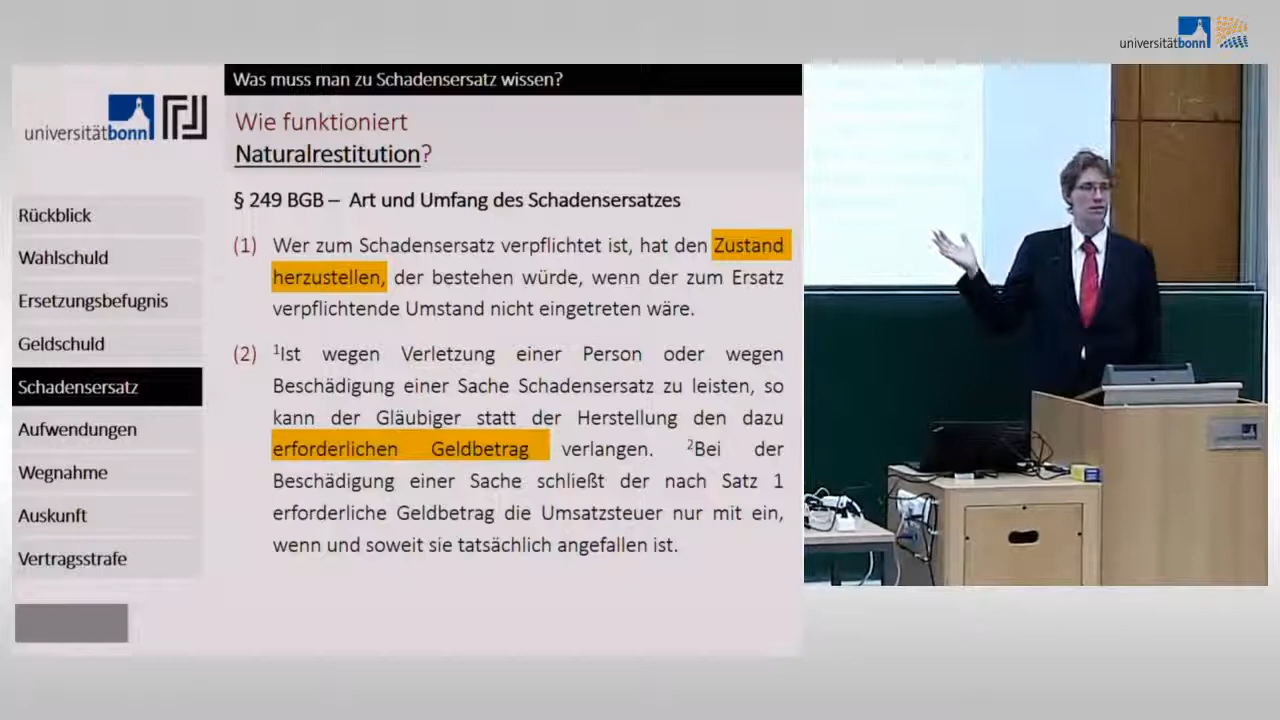 universitätbonn
Was muss man zu Schadensersatz wissen?
universitätbonn
Wie funktioniert
Naturalrestitution?
Rückblick
Wahlschuld
Ersetzungsbefugnis
Geldschuld
Schadensersatz
Aufwendungen
Wegnahme
Auskunft
Vertragsstrafe
§ 249 BGB – Art und Umfang des Schadensersatzes
(1) Wer zum Schadensersatz verpflichtet ist, hat den Zustand
herzustellen, der bestehen würde, wenn der zum Ersatz
verpflichtende Umstand nicht eingetreten wäre.
(2) ¹Ist wegen Verletzung einer Person oder wegen
Beschädigung einer Sache Schadensersatz zu leisten, so
kann der Gläubiger statt der Herstellung den dazu
erforderlichen Geldbetrag verlangen. ²Bei der
Beschädigung einer Sache schließt der nach Satz 1
erforderliche Geldbetrag die Umsatzsteuer nur mit ein,
wenn und soweit sie tatsächlich angefallen ist.